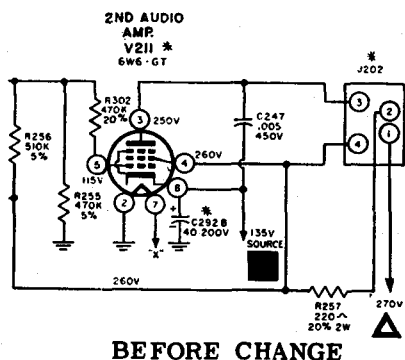 2ND AUDIO
AMP.
V211 *
6W6-GT
*
J202
R302
470K
20%
3
250V
C247
.005
450V
3
2
1
4
R256
510K
5%
5
115V
4
260V
R255
470K
5%
2
7
8
*
C292B
40-200V
+
"X"
135V
SOURCE
260V
R257
220~
20% 2W
270V
BEFORE CHANGE